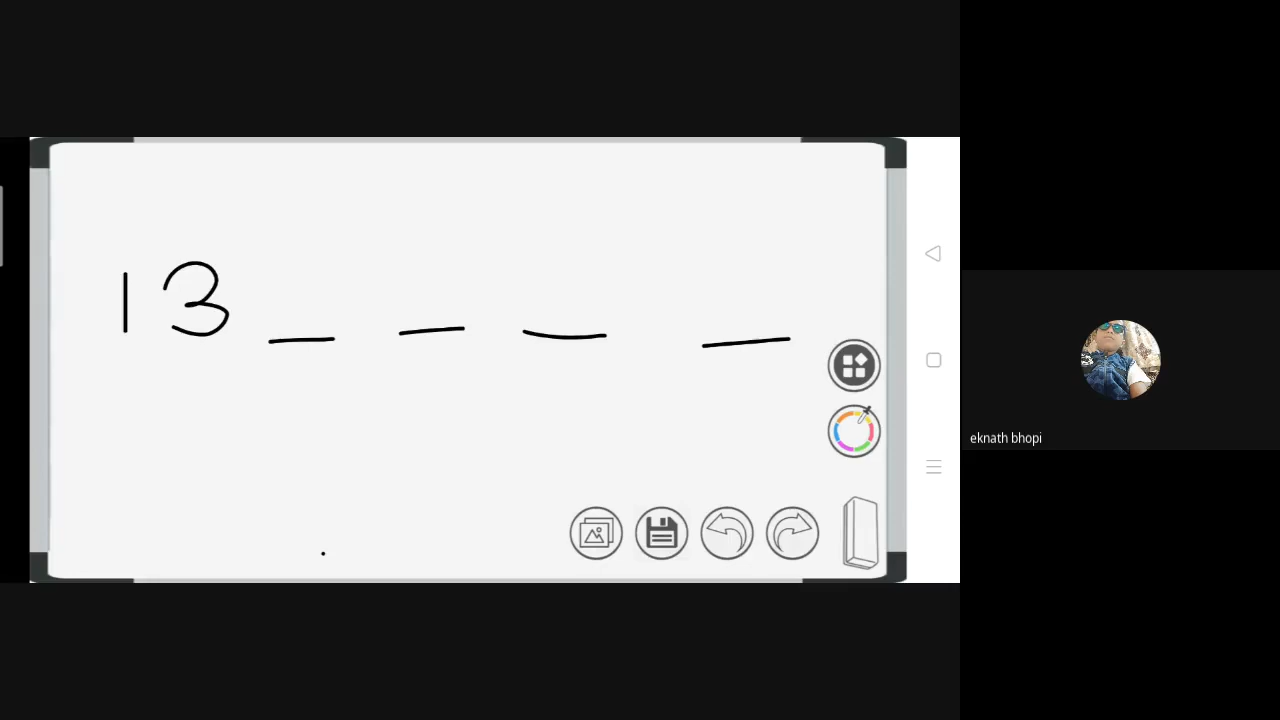 13 _ _ _ _
eknath bhopi